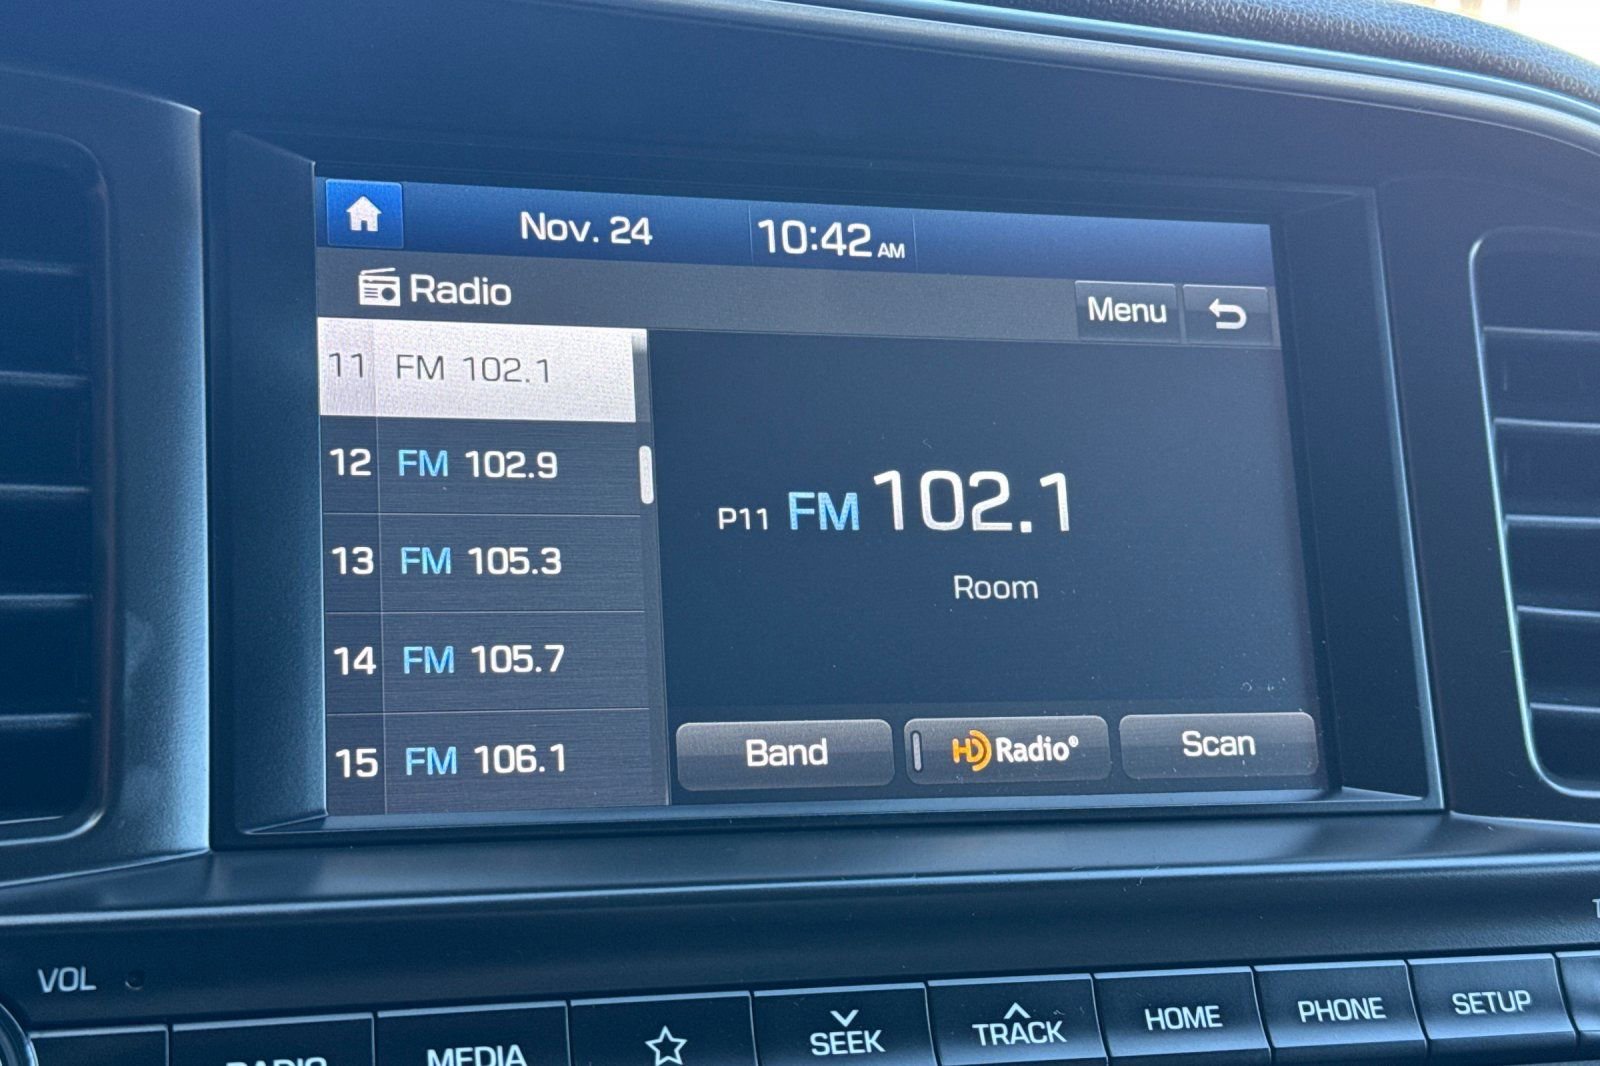 Nov. 24 10:42 AM
Radio Menu
11 FM 102.1
12 FM 102.9
13 FM 105.3
14 FM 105.7
15 FM 106.1
P11 FM 102.1
Room
Band HD Radio® Scan
VOL
RADIO MEDIA SEEK TRACK HOME PHONE SETUP